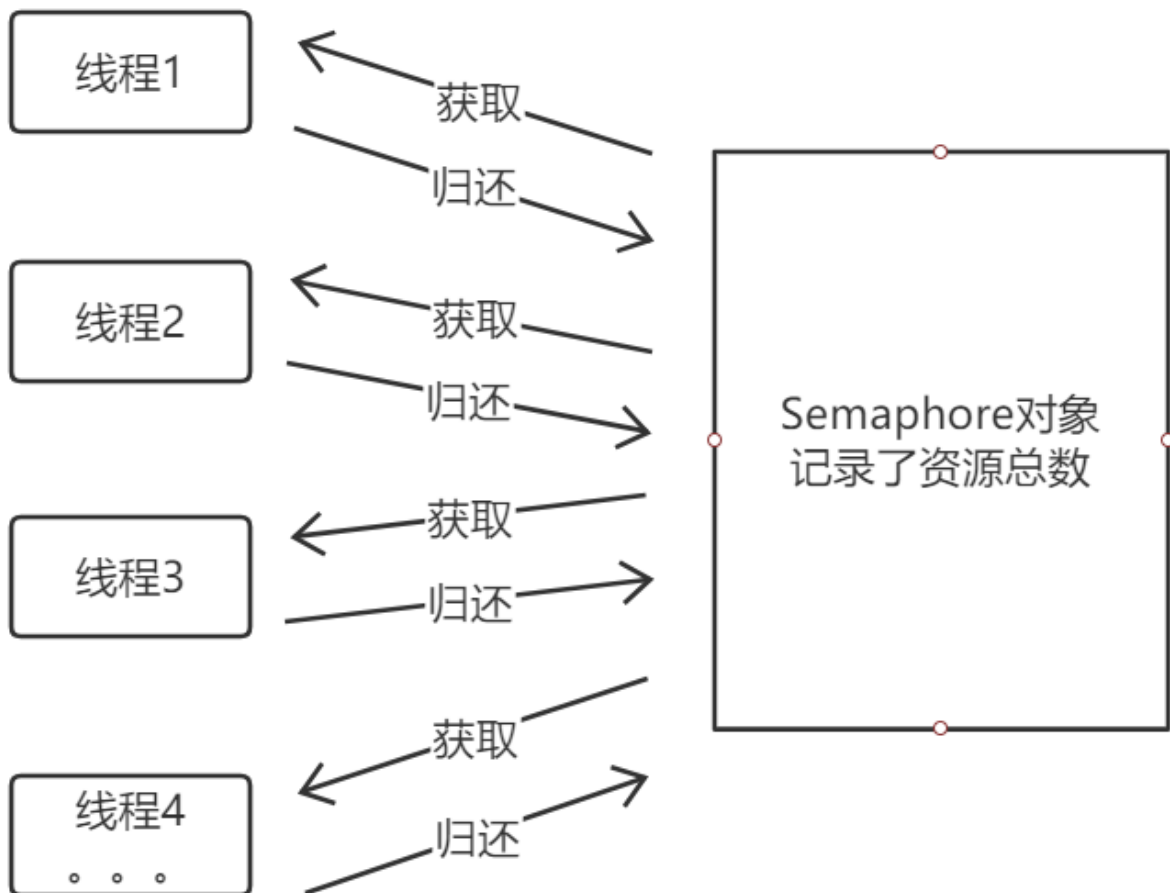 线程1
获取
归还
线程2
获取
归还
Semaphore对象
记录了资源总数
线程3
获取
归还
线程4
获取
归还